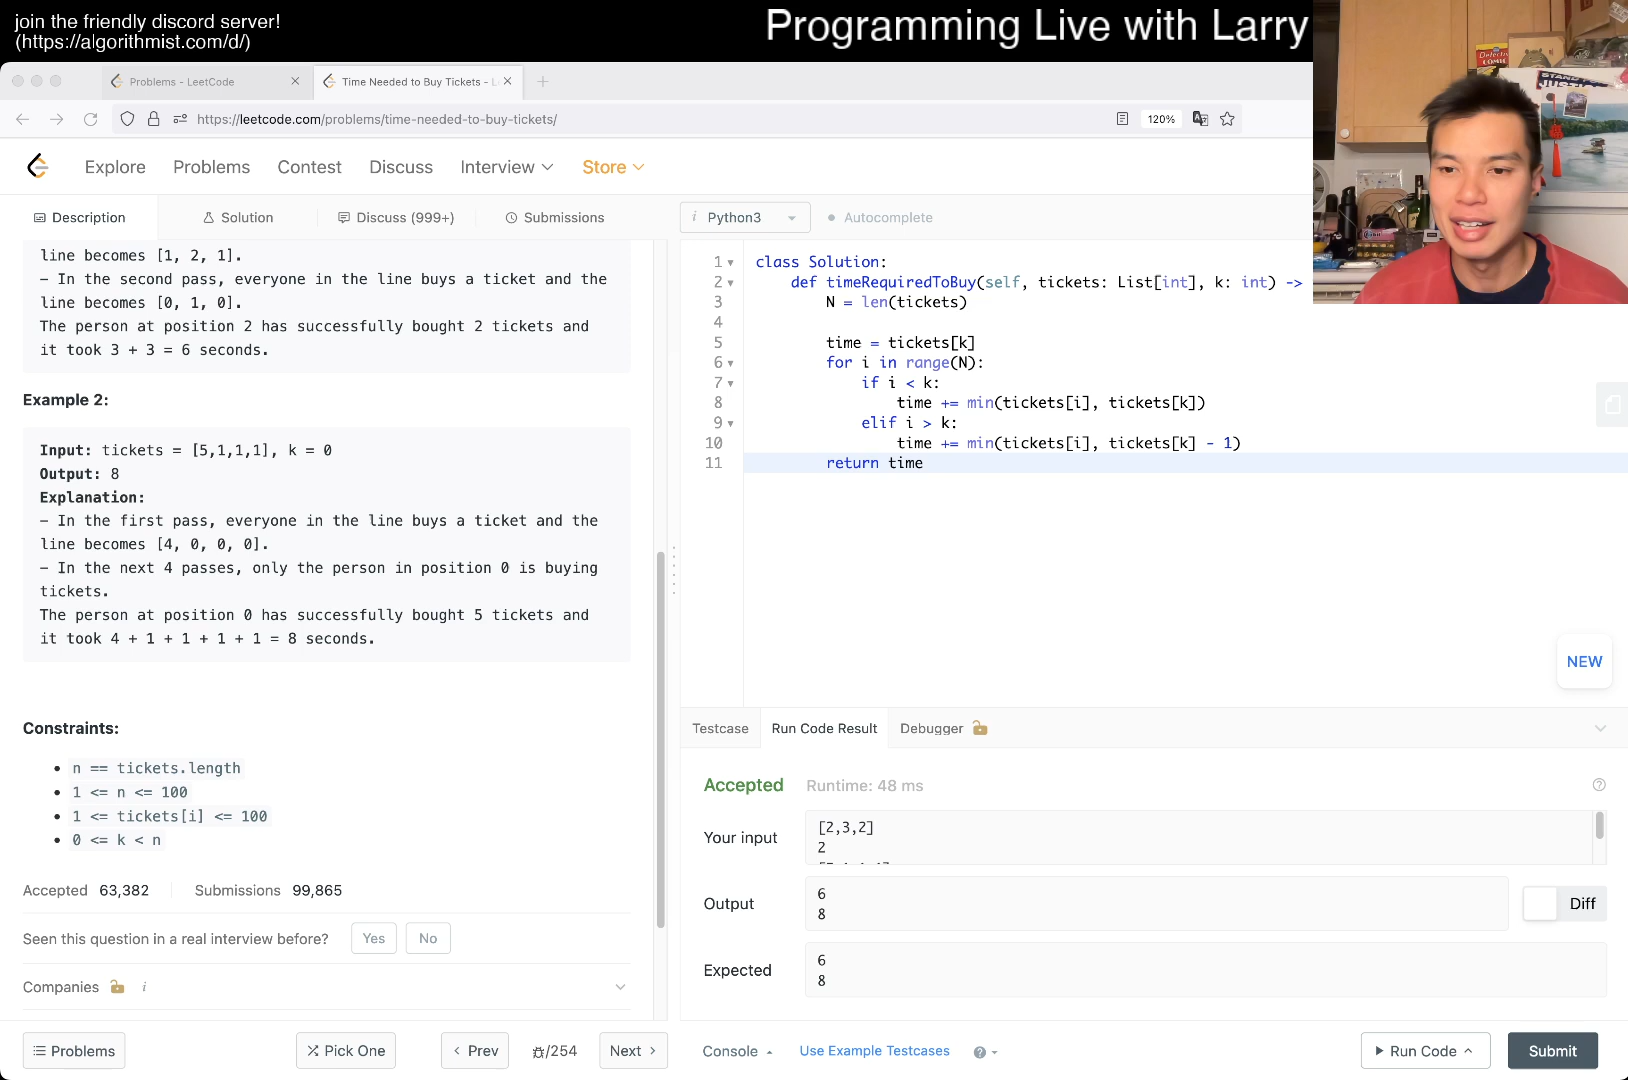 join the friendly discord server!
(https://algorithmist.com/d/)
Programming Live with Larry
Problems - LeetCode
Time Needed to Buy Tickets - L
https://leetcode.com/problems/time-needed-to-buy-tickets/
120%
Explore
Problems
Contest
Discuss
Interview
Store
Description
Solution
Discuss (999+)
Submissions
i Python3
Autocomplete
line becomes [1, 2, 1].
– In the second pass, everyone in the line buys a ticket and the
line becomes [0, 1, 0].
The person at position 2 has successfully bought 2 tickets and
it took 3 + 3 = 6 seconds.
Example 2:
Input: tickets = [5,1,1,1], k = 0
Output: 8
Explanation:
– In the first pass, everyone in the line buys a ticket and the
line becomes [4, 0, 0, 0].
– In the next 4 passes, only the person in position 0 is buying
tickets.
The person at position 0 has successfully bought 5 tickets and
it took 4 + 1 + 1 + 1 + 1 = 8 seconds.
Constraints:
• n == tickets.length
• 1 <= n <= 100
• 1 <= tickets[i] <= 100
• 0 <= k < n
Accepted 63,382
Submissions 99,865
Seen this question in a real interview before?
Yes
No
Companies
i
Problems
Pick One
Prev
/254
Next
1 class Solution:
2 def timeRequiredToBuy(self, tickets: List[int], k: int) ->
3 N = len(tickets)
4
5 time = tickets[k]
6 for i in range(N):
7 if i < k:
8 time += min(tickets[i], tickets[k])
9 elif i > k:
10 time += min(tickets[i], tickets[k] - 1)
11 return time
NEW
Testcase
Run Code Result
Debugger
Accepted
Runtime: 48 ms
Your input
[2,3,2]
2
Output
6
8
Diff
Expected
6
8
Console
Use Example Testcases
Run Code
Submit